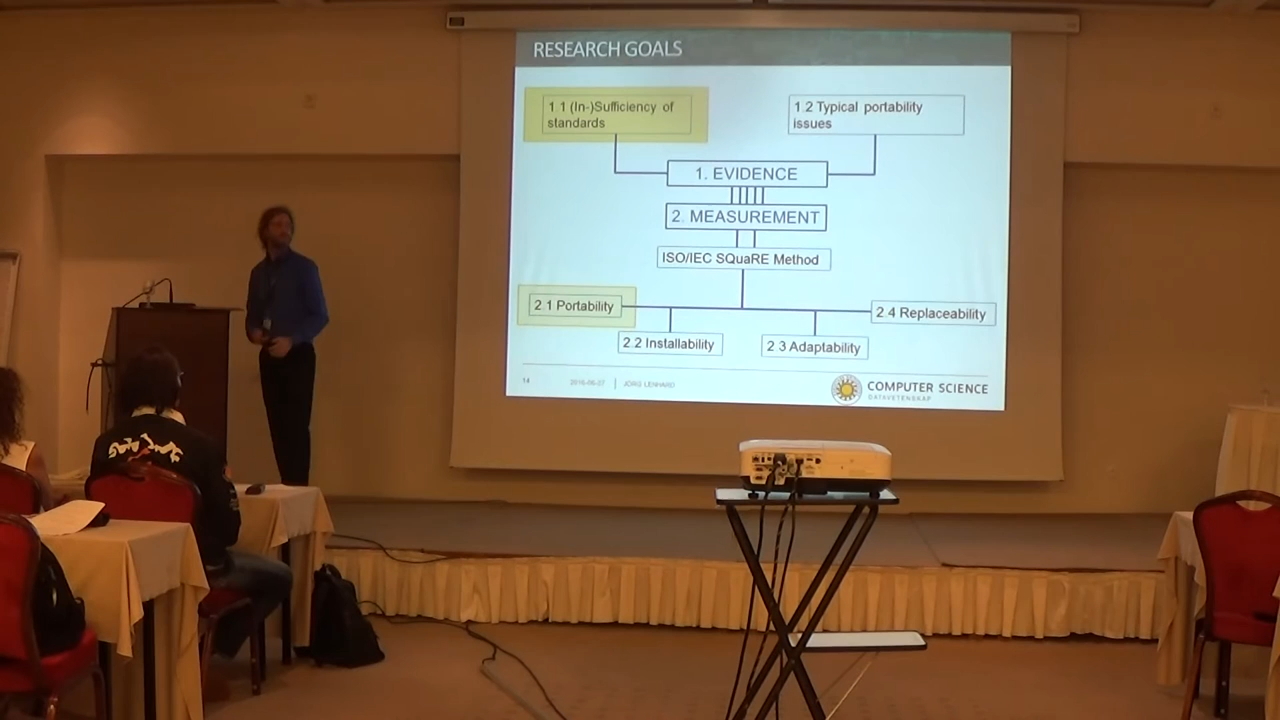 RESEARCH GOALS
1.1 (In-)Sufficiency of
standards
1.2 Typical portability
issues
1. EVIDENCE
2. MEASUREMENT
ISO/IEC SQuaRE Method
2.1 Portability
2.4 Replaceability
2.2 Installability
2.3 Adaptability
14
2016-06-07
JÖRG LENHARD
COMPUTER SCIENCE
DATAVETENSKAP